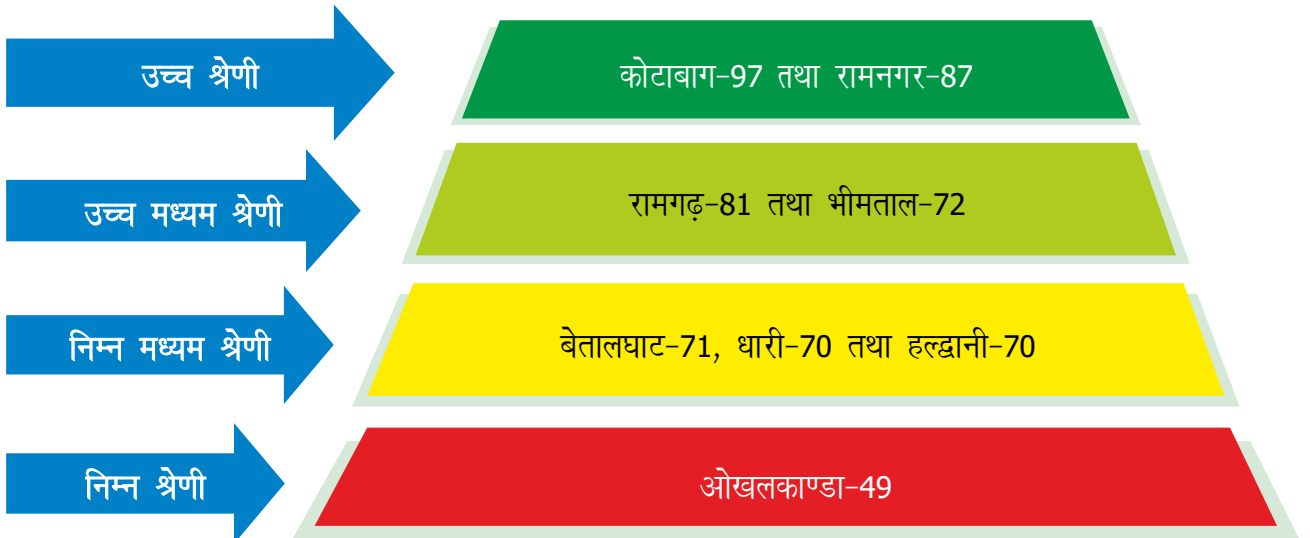 उच्च श्रेणी
कोटाबाग-97 तथा रामनगर-87
उच्च मध्यम श्रेणी
रामगढ़-81 तथा भीमताल-72
निम्न मध्यम श्रेणी
बेतालघाट-71, धारी-70 तथा हल्द्वानी-70
निम्न श्रेणी
ओखलकाण्डा-49